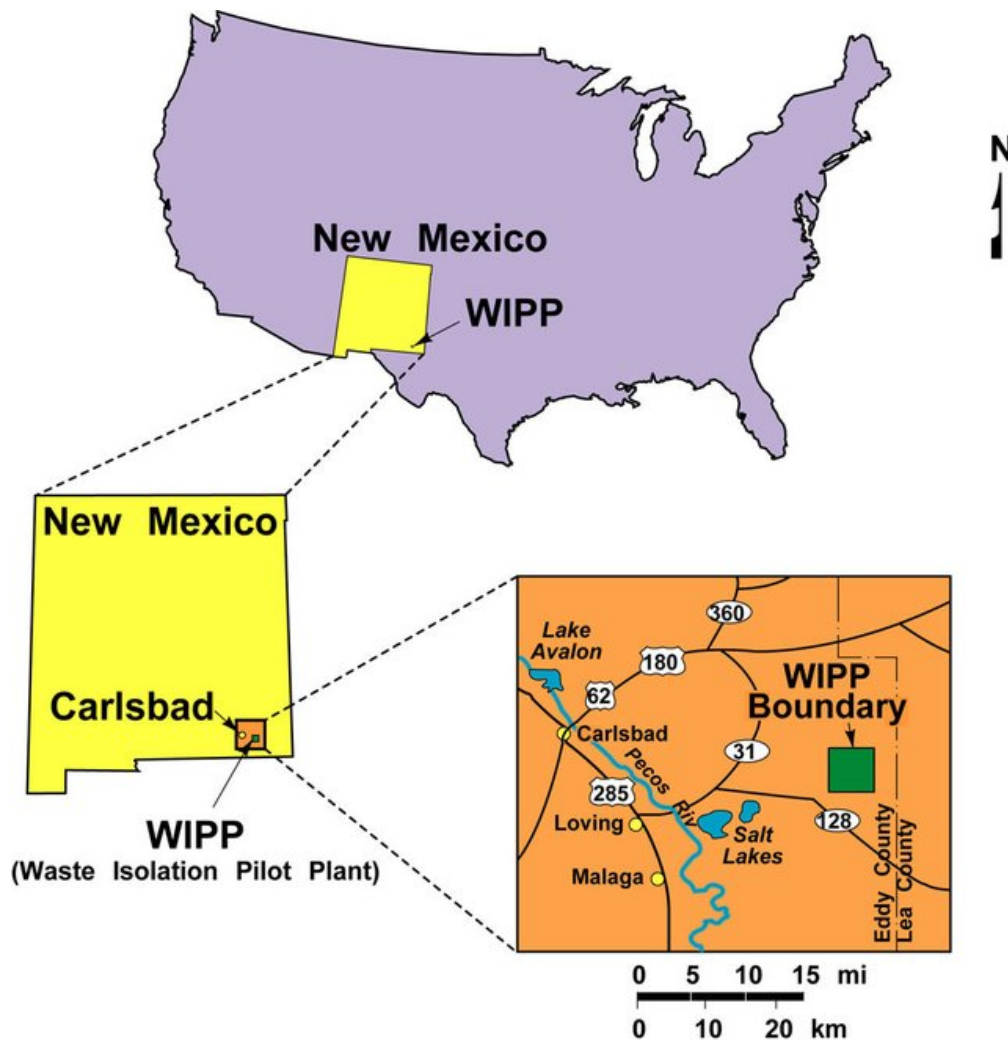 N
New Mexico
WIPP
New Mexico
Carlsbad
WIPP
(Waste Isolation Pilot Plant)
360
Lake
Avalon
180
62
WIPP
Boundary
Carlsbad
31
Pecos Riv
285
Loving
128
Salt
Lakes
Malaga
Eddy County
Lea County
0 5 10 15 mi
0 10 20 km